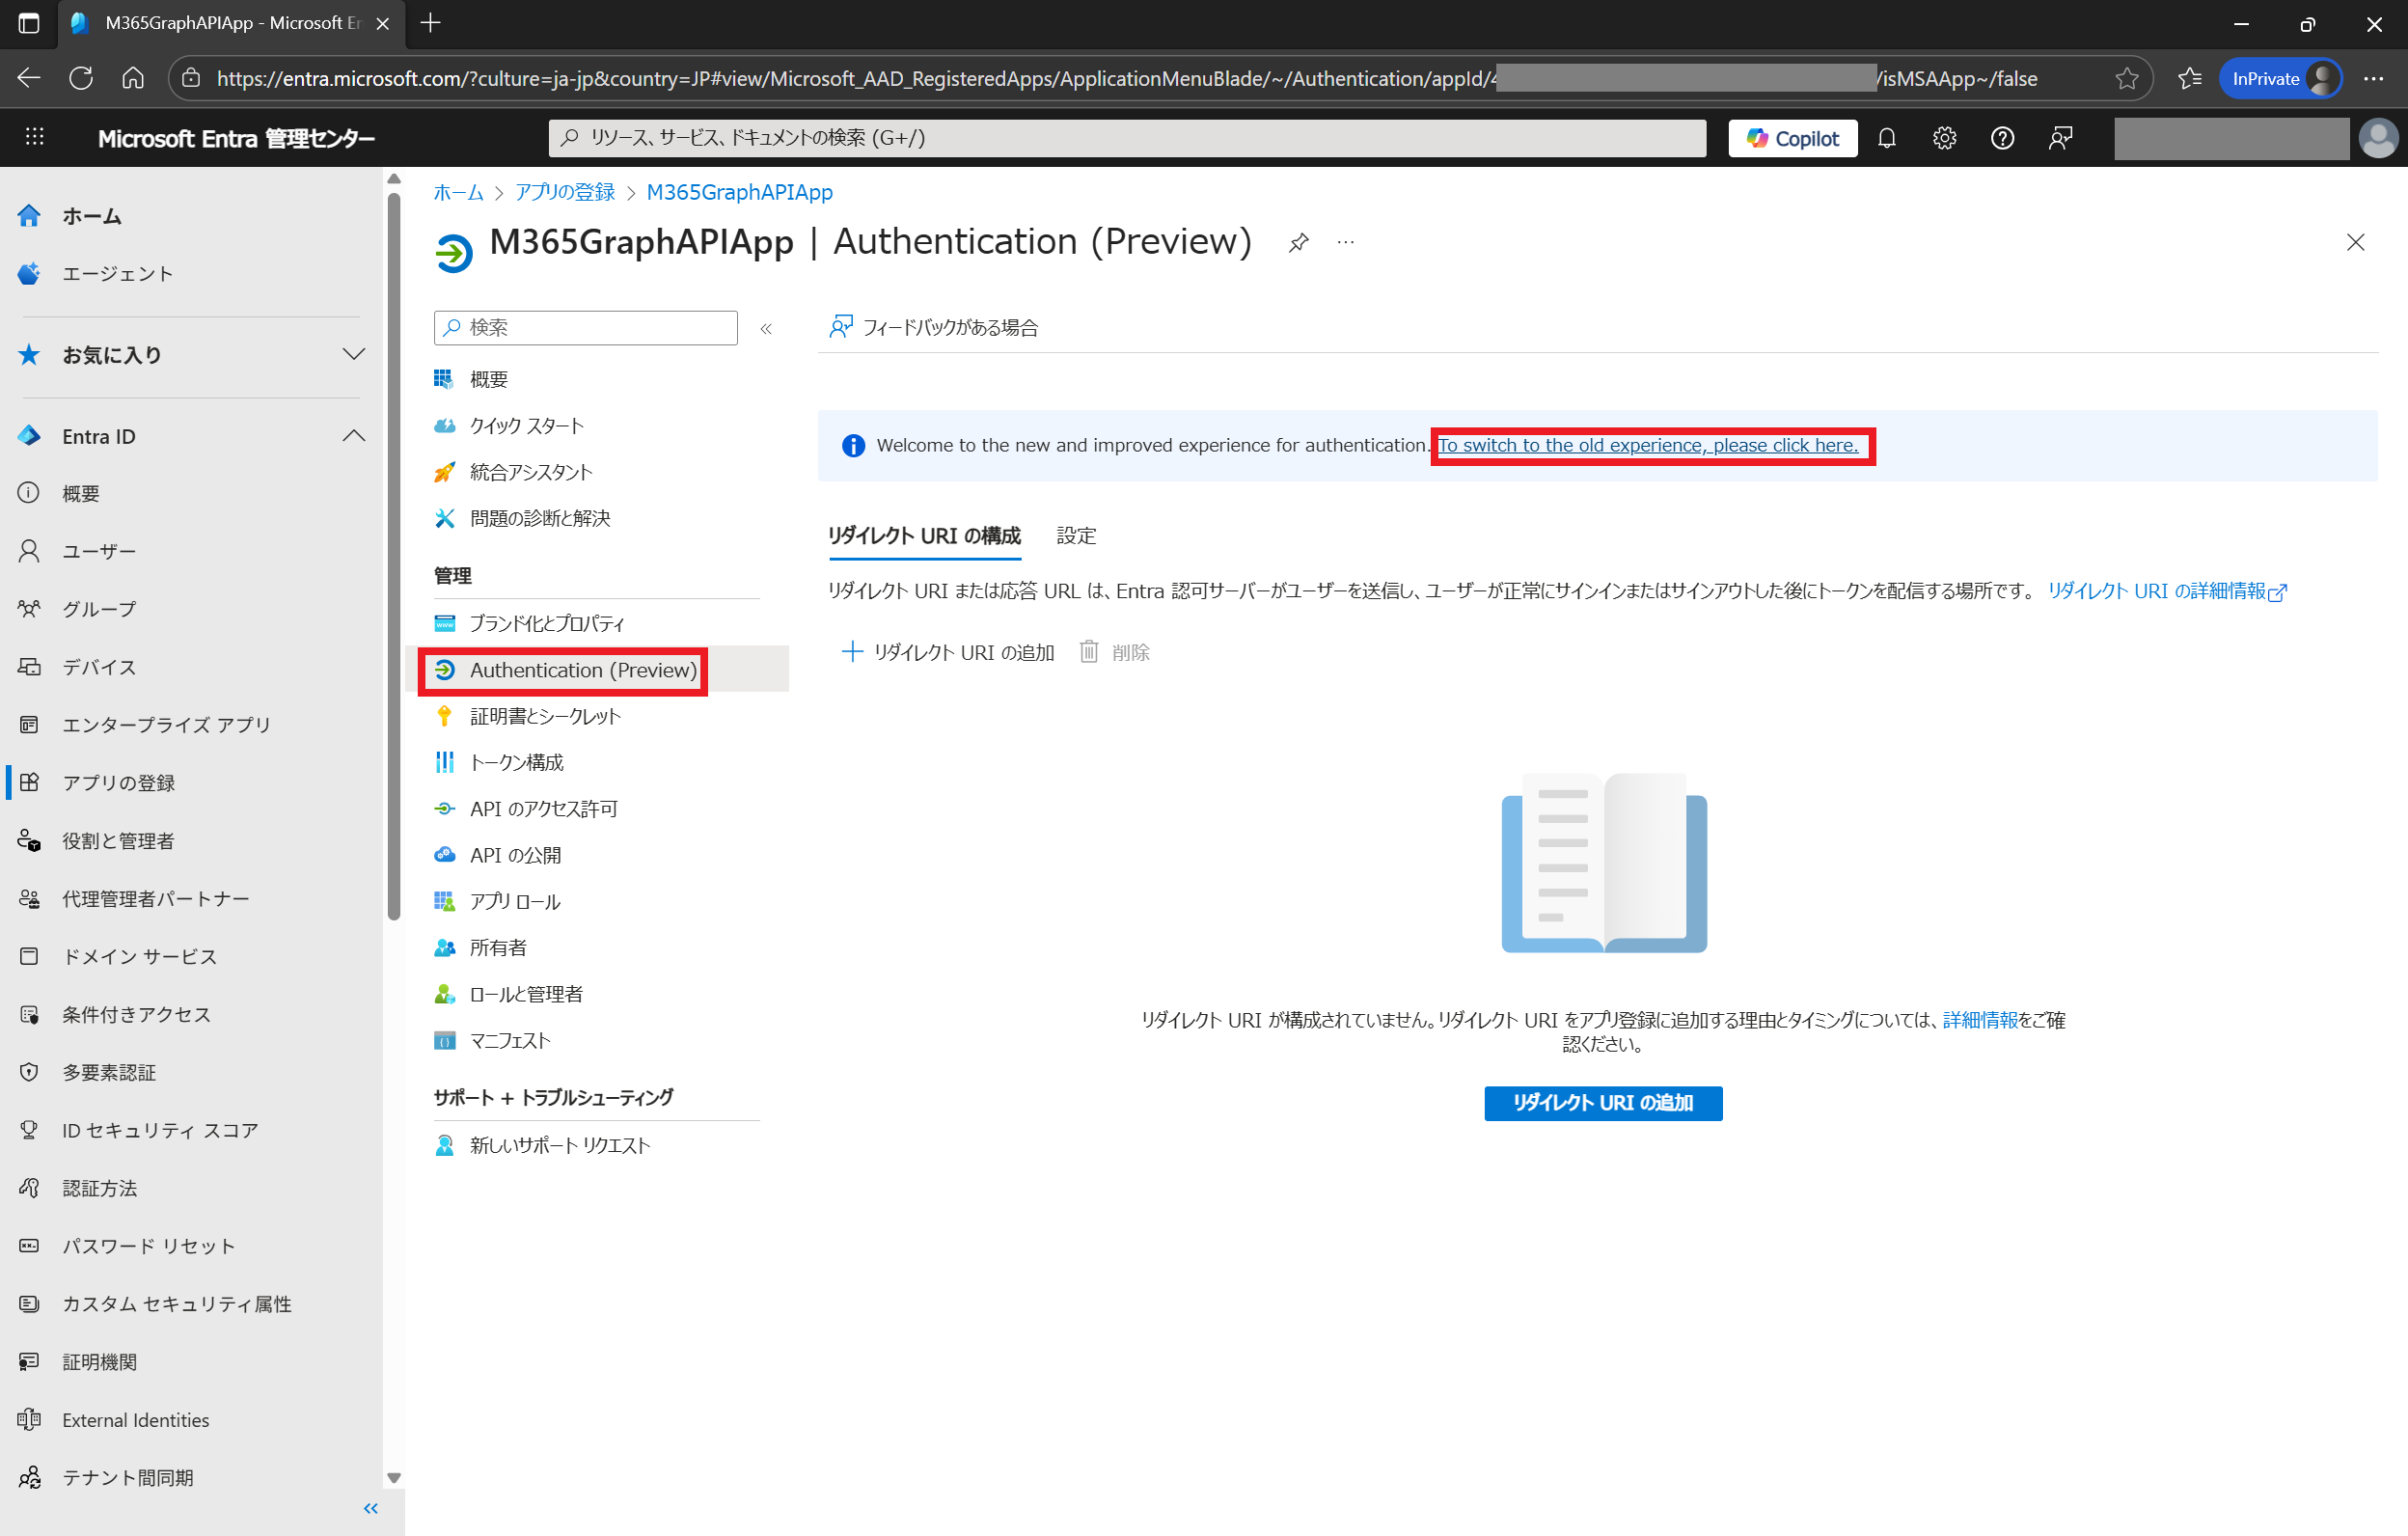 M365GraphAPIApp - Microsoft En
https://entra.microsoft.com/?culture=ja-jp&country=JP#view/Microsoft_AAD_RegisteredApps/ApplicationMenuBlade/~/Authentication/appId/4 /isMSAApp~/false
InPrivate
Microsoft Entra 管理センター
リソース、サービス、ドキュメントの検索 (G+/)
Copilot
ホーム
エージェント
お気に入り
Entra ID
概要
ユーザー
グループ
デバイス
エンタープライズ アプリ
アプリの登録
役割と管理者
代理管理者パートナー
ドメイン サービス
条件付きアクセス
多要素認証
ID セキュリティ スコア
認証方法
パスワード リセット
カスタム セキュリティ属性
証明機関
External Identities
テナント間同期
ホーム > アプリの登録 > M365GraphAPIApp
M365GraphAPIApp | Authentication (Preview)
検索
概要
クイック スタート
統合アシスタント
問題の診断と解決
管理
ブランド化とプロパティ
Authentication (Preview)
証明書とシークレット
トークン構成
API のアクセス許可
API の公開
アプリ ロール
所有者
ロールと管理者
マニフェスト
サポート + トラブルシューティング
新しいサポート リクエスト
フィードバックがある場合
Welcome to the new and improved experience for authentication. To switch to the old experience, please click here.
リダイレクト URI の構成
設定
リダイレクト URI または応答 URL は、Entra 認可サーバーがユーザーを送信し、ユーザーが正常にサインインまたはサインアウトした後にトークンを配信する場所です。 リダイレクト URI の詳細情報
リダイレクト URI の追加
削除
リダイレクト URI が構成されていません。リダイレクト URI をアプリ登録に追加する理由とタイミングについては、詳細情報をご確
認ください。
リダイレクト URI の追加